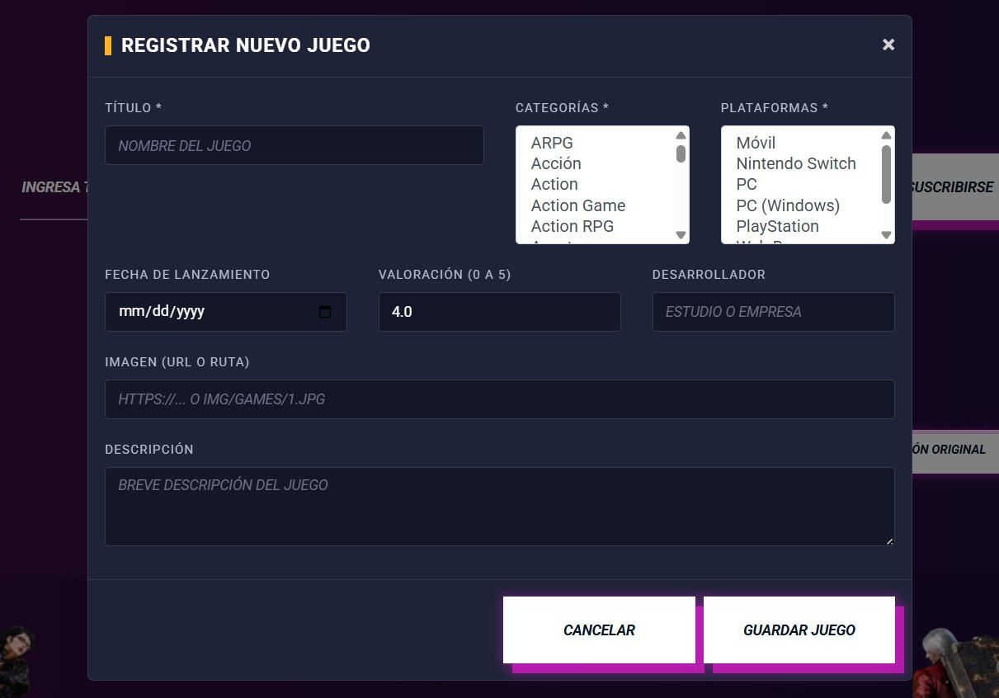 REGISTRAR NUEVO JUEGO
×
TÍTULO *
CATEGORÍAS *
PLATAFORMAS *
NOMBRE DEL JUEGO
ARPG
Acción
Action
Action Game
Action RPG
Móvil
Nintendo Switch
PC
PC (Windows)
PlayStation
INGRESA
SUSCRIBIRSE
FECHA DE LANZAMIENTO
VALORACIÓN (0 A 5)
DESARROLLADOR
mm/dd/yyyy
4.0
ESTUDIO O EMPRESA
IMAGEN (URL O RUTA)
HTTPS://... O IMG/GAMES/1.JPG
DESCRIPCIÓN
ÓN ORIGINAL
BREVE DESCRIPCIÓN DEL JUEGO
CANCELAR
GUARDAR JUEGO